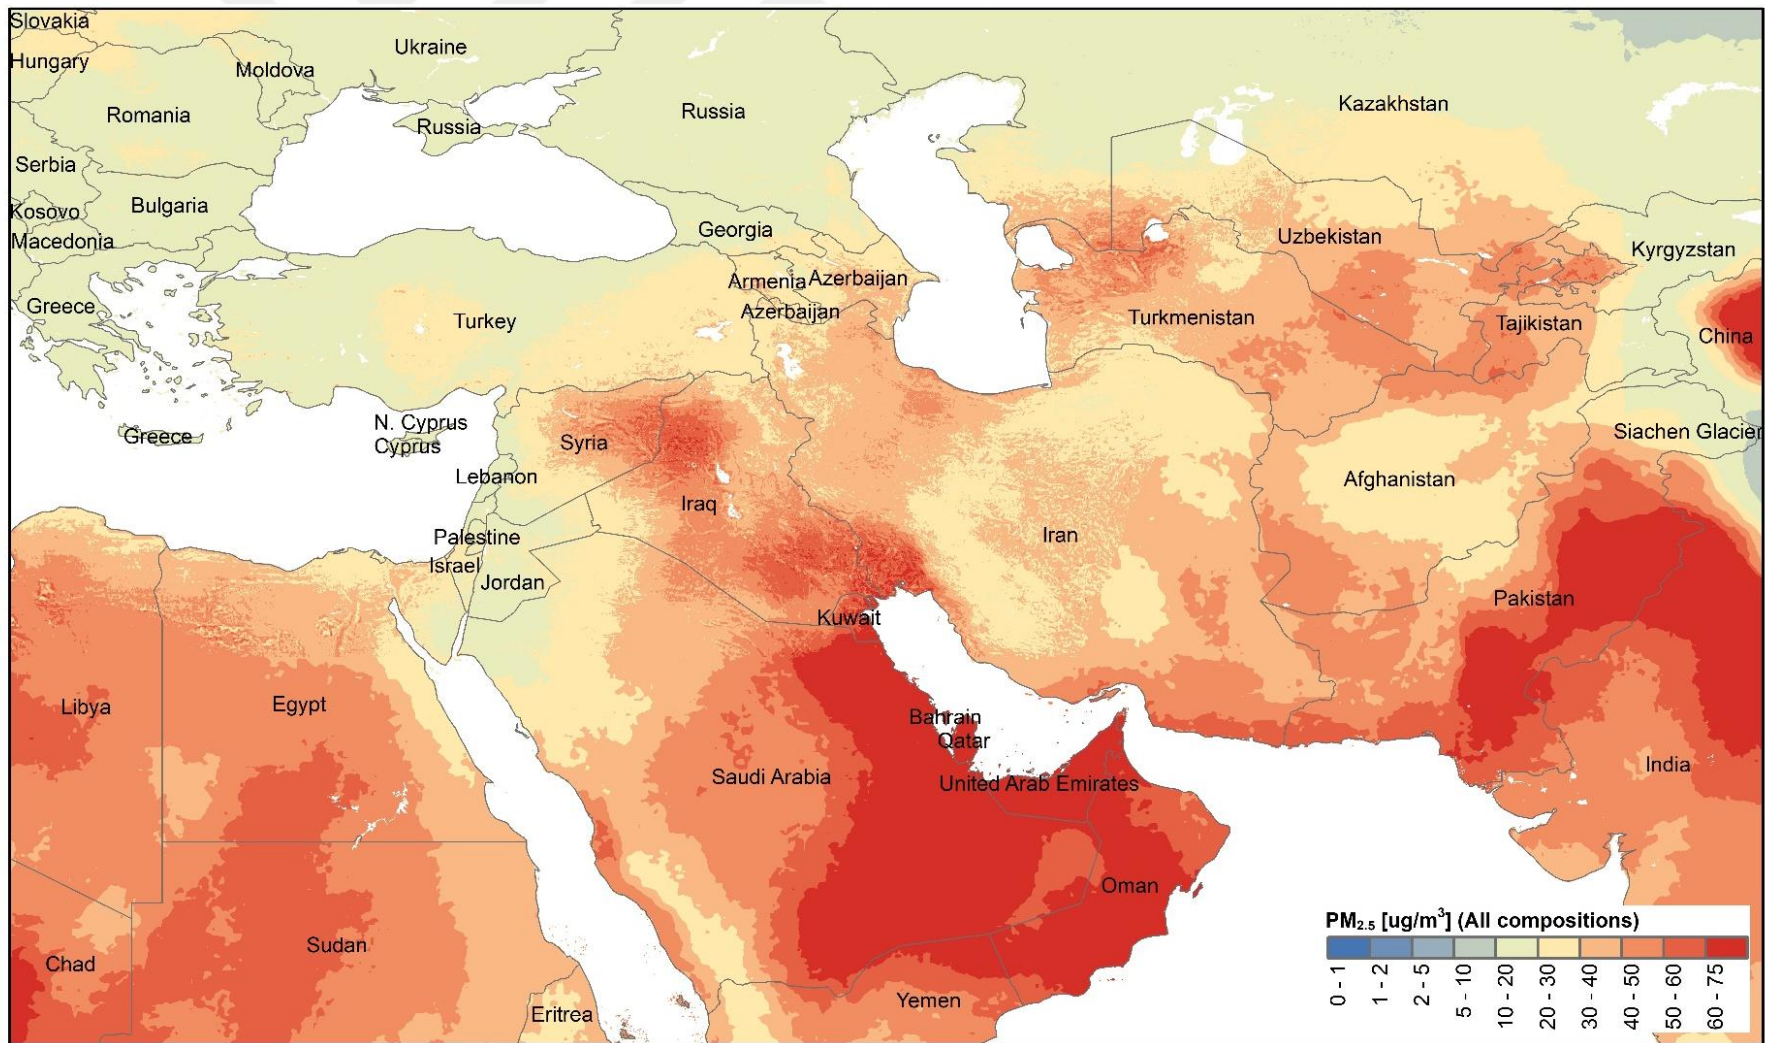 Slovakia
Ukraine
Hungary
Moldova
Kazakhstan
Romania
Russia
Russia
Serbia
Kosovo
Bulgaria
Georgia
Uzbekistan
Macedonia
Kyrgyzstan
Armenia
Azerbaijan
Greece
Azerbaijan
Turkey
Turkmenistan
Tajikistan
China
N. Cyprus
Greece
Cyprus
Syria
Siachen Glacier
Lebanon
Afghanistan
Iraq
Palestine
Iran
Israel
Jordan
Kuwait
Pakistan
Libya
Egypt
Bahrain
Qatar
Saudi Arabia
United Arab Emirates
India
Oman
Sudan
Chad
Yemen
Eritrea
PM2.5 [ug/m³] (All compositions)
0 - 1
1 - 2
2 - 5
5 - 10
10 - 20
20 - 30
30 - 40
40 - 50
50 - 60
60 - 75